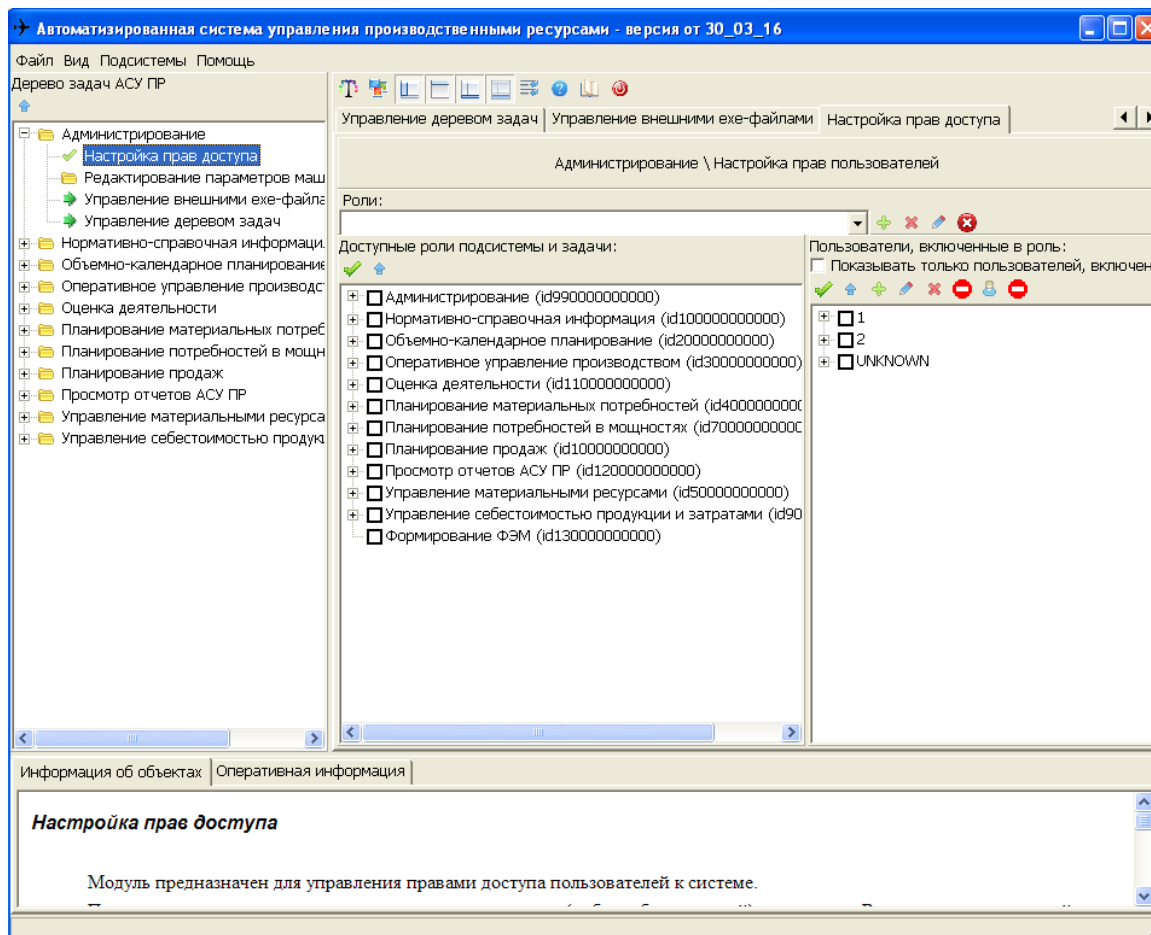 Автоматизированная система управления производственными ресурсами - версия от 30_03_16
Файл Вид Подсистемы Помощь
Дерево задач АСУ ПР
Администрирование
Настройка прав доступа
Редактирование параметров маш
Управление внешними exe-файла
Управление деревом задач
Нормативно-справочная информаци
Объемно-календарное планирование
Оперативное управление производс
Оценка деятельности
Планирование материальных потреб
Планирование потребностей в мощн
Планирование продаж
Просмотр отчетов АСУ ПР
Управление материальными ресурса
Управление себестоимостью продукц
Управление деревом задач Управление внешними exe-файлами Настройка прав доступа
Администрирование \ Настройка прав пользователей
Роли:
Доступные роли подсистемы и задачи:
Администрирование (id990000000000)
Нормативно-справочная информация (id100000000000)
Объемно-календарное планирование (id20000000000)
Оперативное управление производством (id30000000000)
Оценка деятельности (id110000000000)
Планирование материальных потребностей (id4000000000
Планирование потребностей в мощностях (id70000000000
Планирование продаж (id10000000000)
Просмотр отчетов АСУ ПР (id120000000000)
Управление материальными ресурсами (id50000000000)
Управление себестоимостью продукции и затратами (id90
Формирование ФЭМ (id130000000000)
Пользователи, включенные в роль:
Показывать только пользователей, включен
1
2
UNKNOWN
Информация об объектах Оперативная информация
Настройка прав доступа
Модуль предназначен для управления правами доступа пользователей к системе.